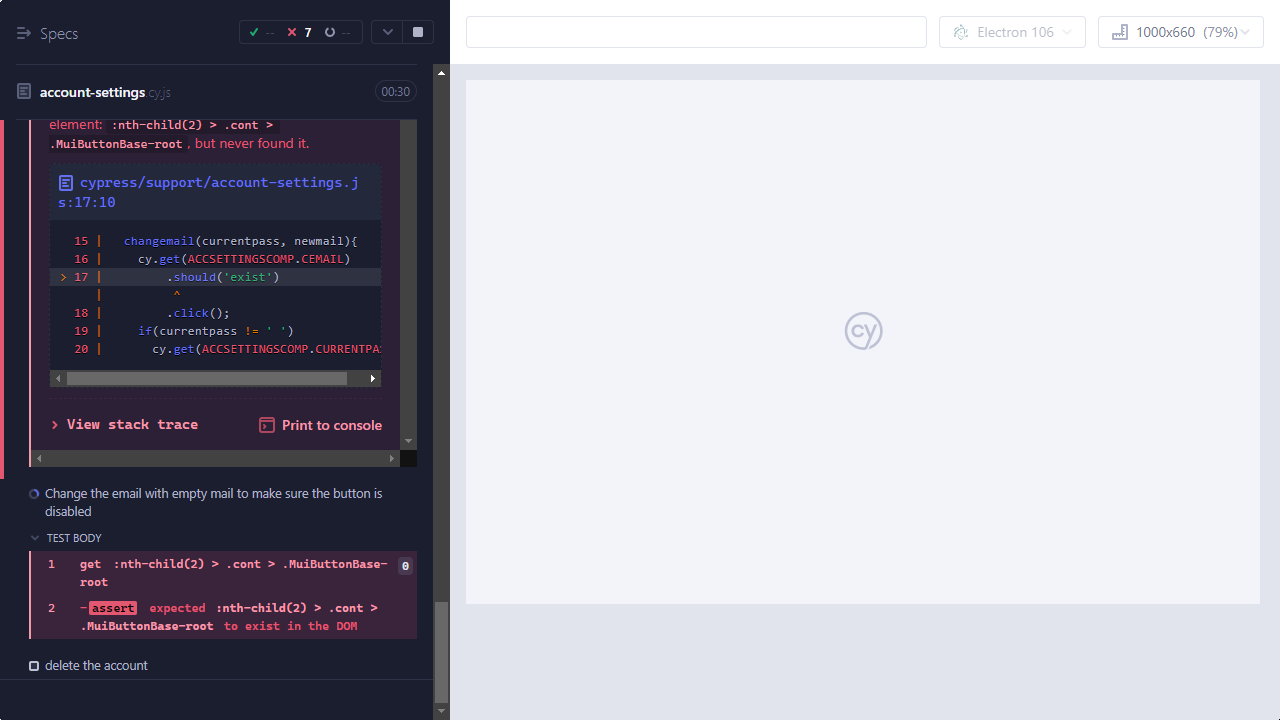 Specs
-- 7 --
Electron 106
1000x660 (79%)
account-settings.cy.js
00:30
element: :nth-child(2) > .cont >
.MuiButtonBase-root , but never found it.
cypress/support/account-settings.j
s:17:10
15 | changemail(currentpass, newmail){
16 | cy.get(ACCSETTINGSCOMP.CEMAIL)
> 17 | .should('exist')
| ^
18 | .click();
19 | if(currentpass != ' ')
20 | cy.get(ACCSETTINGSCOMP.CURRENTPAS
View stack trace
Print to console
cy
Change the email with empty mail to make sure the button is
disabled
TEST BODY
1 get :nth-child(2) > .cont > .MuiButtonBase- 0
root
2 -assert expected :nth-child(2) > .cont >
.MuiButtonBase-root to exist in the DOM
delete the account